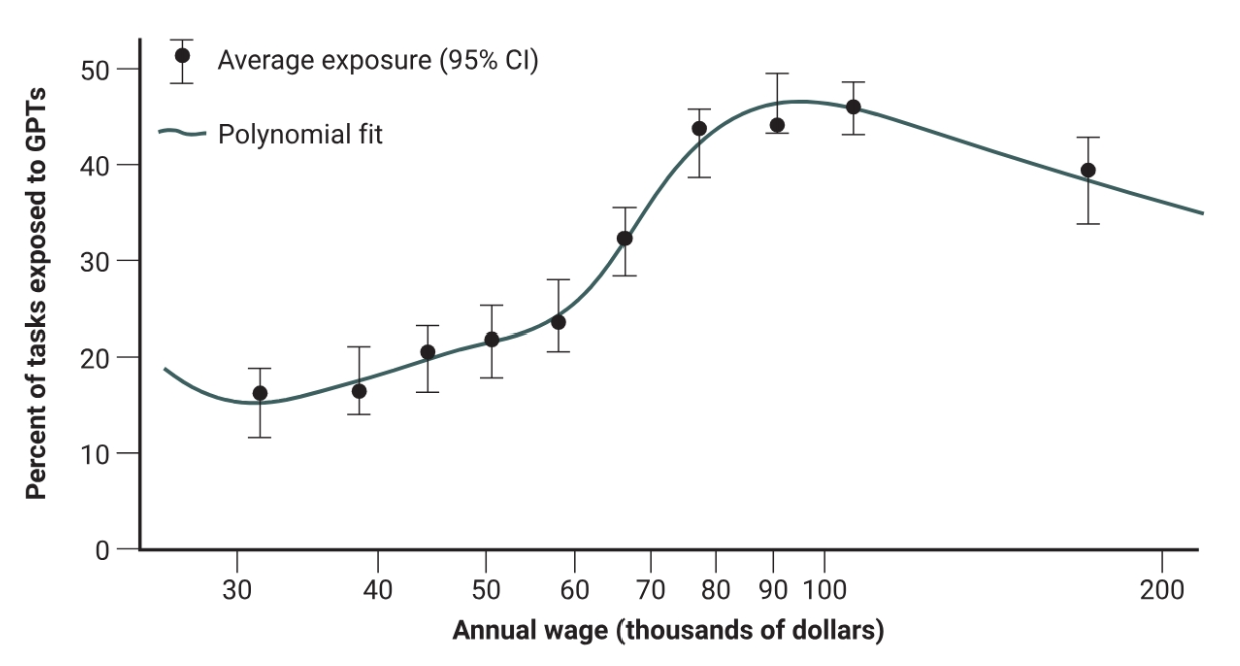 Average exposure (95% CI)
Polynomial fit
Percent of tasks exposed to GPTs
50
40
30
20
10
0
30 40 50 60 70 80 90 100 200
Annual wage (thousands of dollars)